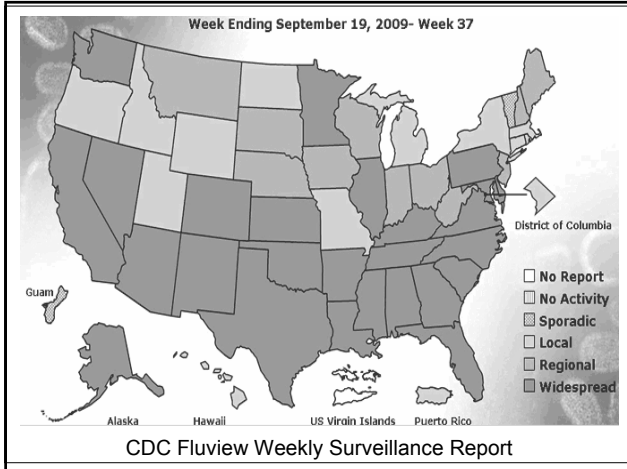 Week Ending September 19, 2009- Week 37
District of Columbia
No Report
No Activity
Sporadic
Local
Regional
Widespread
Guam
Alaska
Hawaii
US Virgin Islands
Puerto Rico
CDC Fluview Weekly Surveillance Report